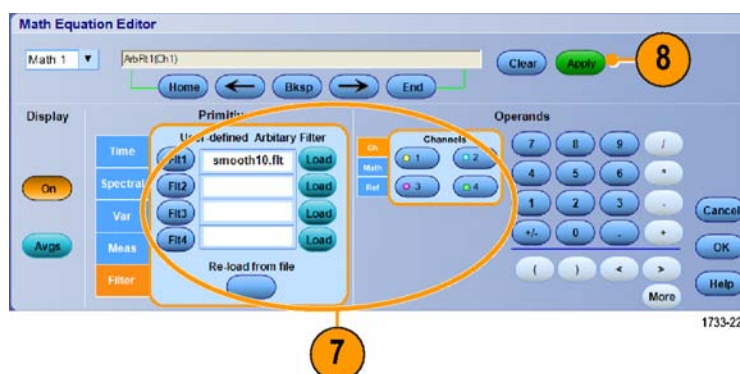 Math Equation Editor
Math 1
ArbFlt1(Ch1)
Clear
Apply
8
Home
Bksp
End
Display
Operands
User-defined Arbitary Filter
Time
Spectral
Var
Meas
Filter
On
Avgs
Flt1
smooth10.flt
Load
Flt2
Load
Flt3
Load
Flt4
Load
Re-load from file
Ch
Math
Ref
Channels
1
2
3
4
7
8
9
/
4
5
6
*
1
2
3
-
+/-
0
.
+
(
)
<
>
More
Cancel
OK
Help
1733-22
7